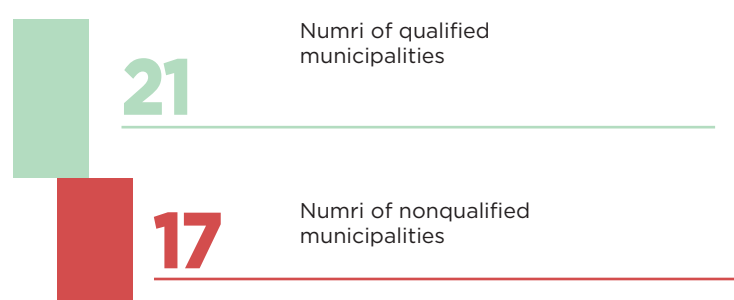 Numri of qualified
municipalities
21
Numri of nonqualified
municipalities
17